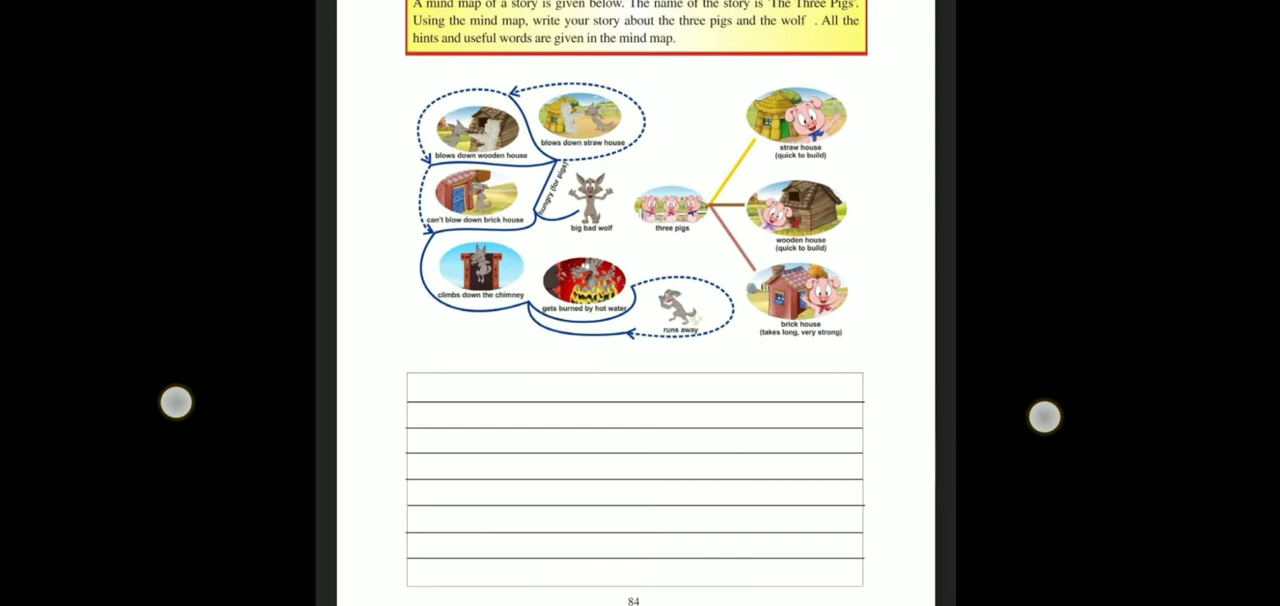 A mind map of a story is given below. The name of the story is 'The Three Pigs'.
Using the mind map, write your story about the three pigs and the wolf . All the
hints and useful words are given in the mind map.
blows down wooden house
blows down straw house
straw house
(quick to build)
can't blow down brick house
hungry (for pigs)
big bad wolf
three pigs
wooden house
(quick to build)
climbs down the chimney
gets burned by hot water
runs away
brick house
(takes long, very strong)
84